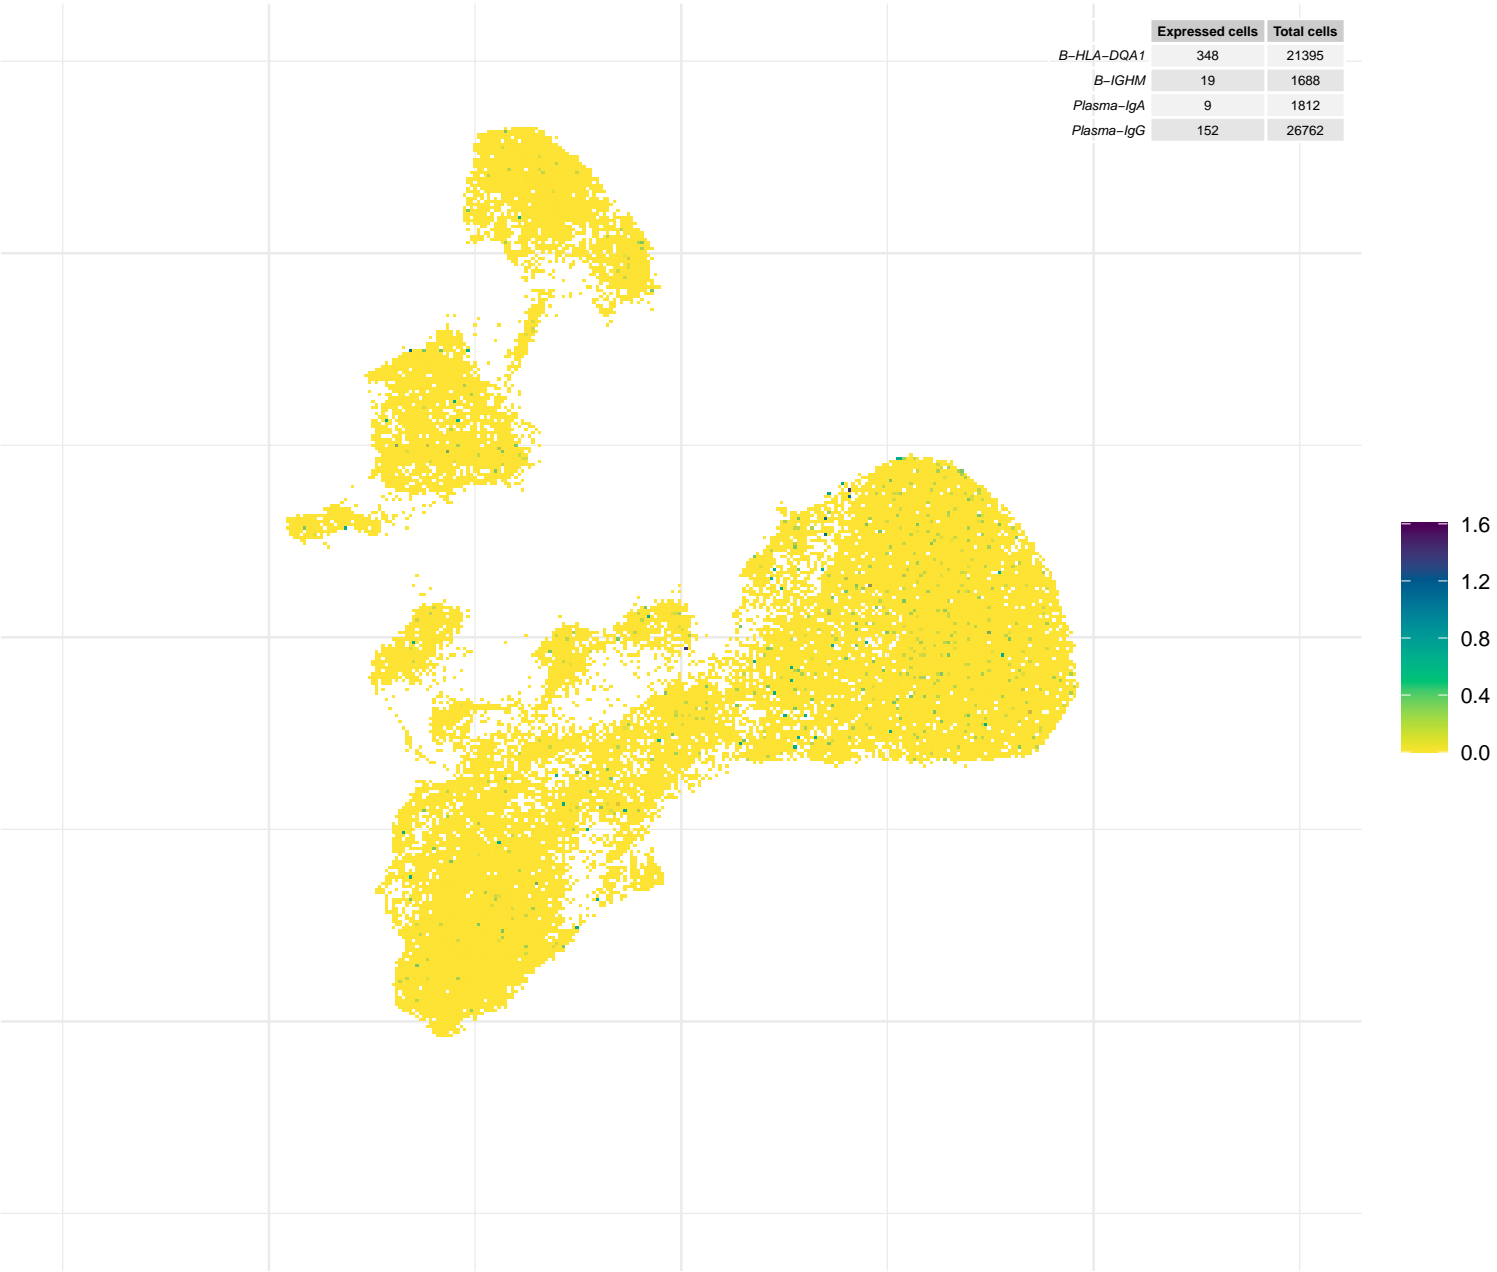 Expressed cells Total cells
B−HLA−DQA1 348 21395
B−IGHM 19 1688
Plasma−IgA 9 1812
Plasma−IgG 152 26762
1.6
1.2
0.8
0.4
0.0